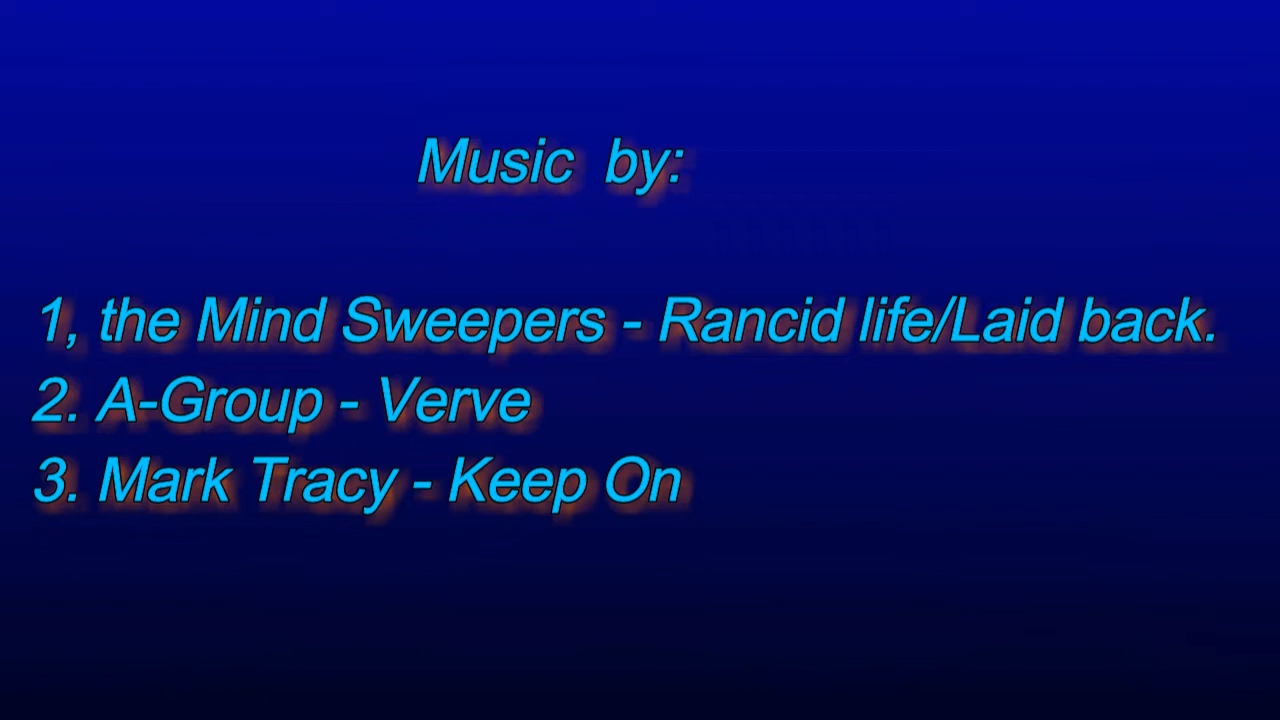 Music by:
1, the Mind Sweepers - Rancid life/Laid back.
2. A-Group - Verve
3. Mark Tracy - Keep On